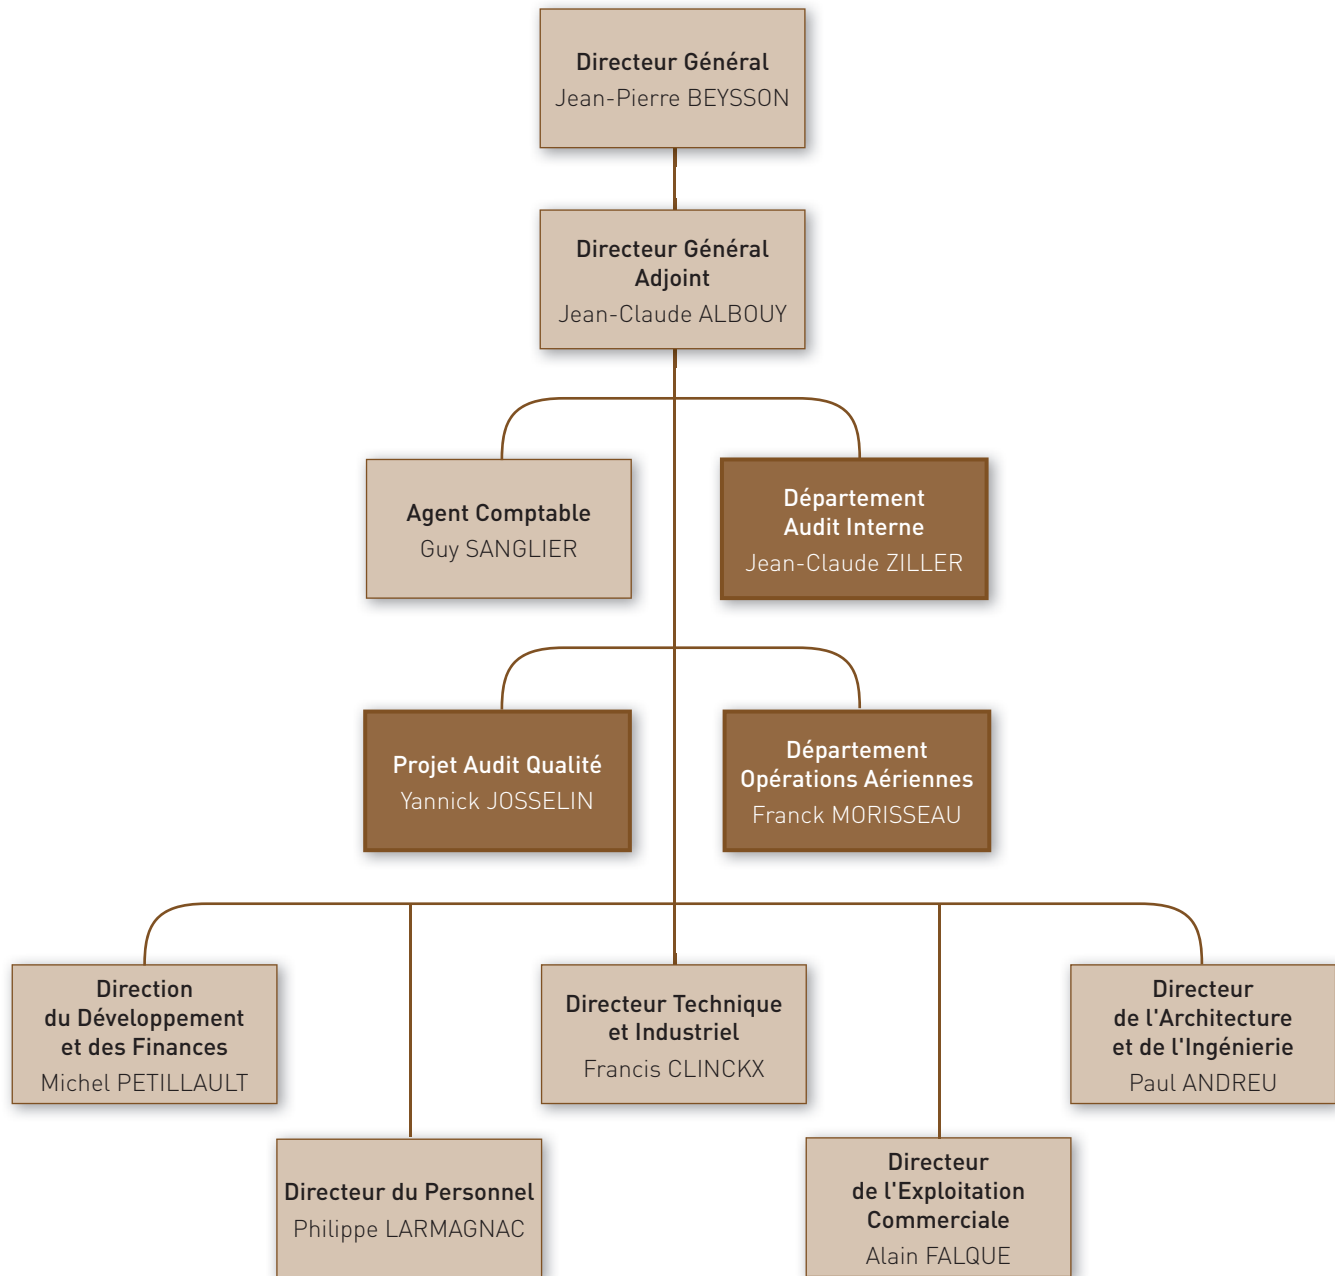 Directeur Général
Jean-Pierre BEYSSON
Directeur Général
Adjoint
Jean-Claude ALBOUY
Agent Comptable
Guy SANGLIER
Département
Audit Interne
Jean-Claude ZILLER
Projet Audit Qualité
Yannick JOSSELIN
Département
Opérations Aériennes
Franck MORISSEAU
Direction
du Développement
et des Finances
Michel PETILLAULT
Directeur Technique
et Industriel
Francis CLINCKX
Directeur
de l'Architecture
et de l'Ingénierie
Paul ANDREU
Directeur du Personnel
Philippe LARMAGNAC
Directeur
de l'Exploitation
Commerciale
Alain FALQUE